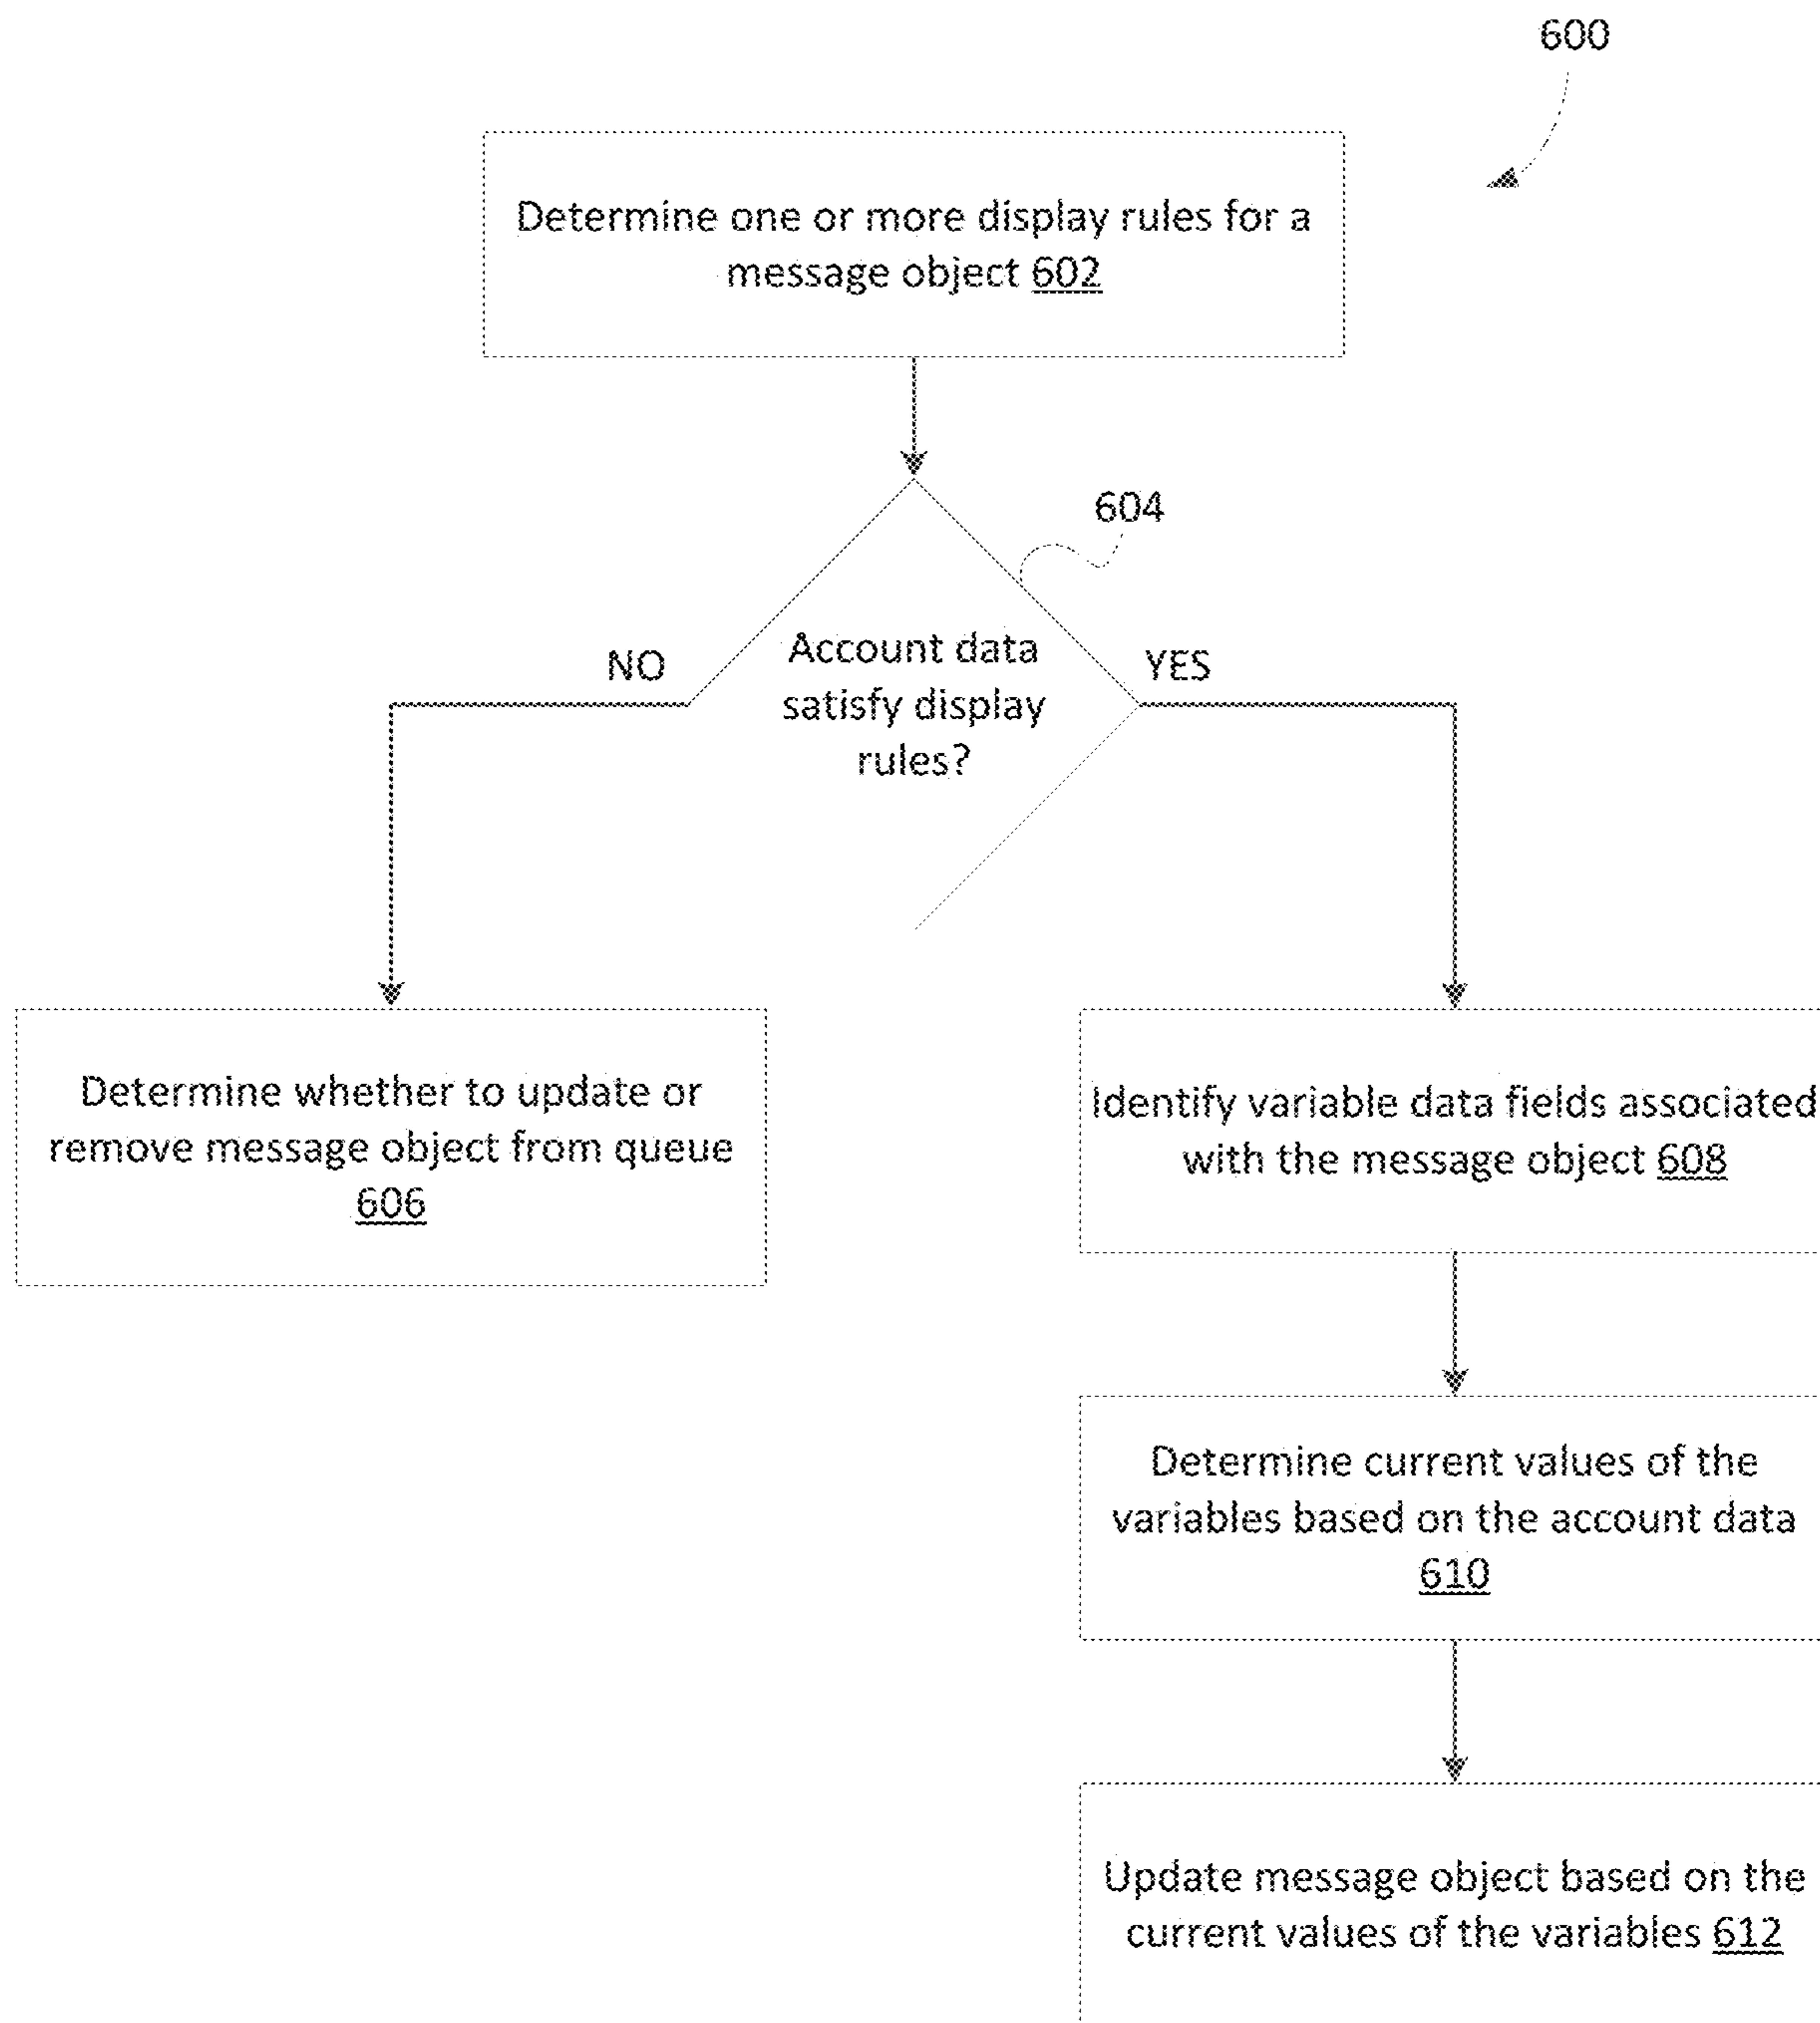 600
Determine one or more display rules for a
message object 602
604
NO
YES
Account data
satisfy display
rules?
Determine whether to update or
remove message object from queue
606
Identify variable data fields associated
with the message object 608
Determine current values of the
variables based on the account data
610
Update message object based on the
current values of the variables 612